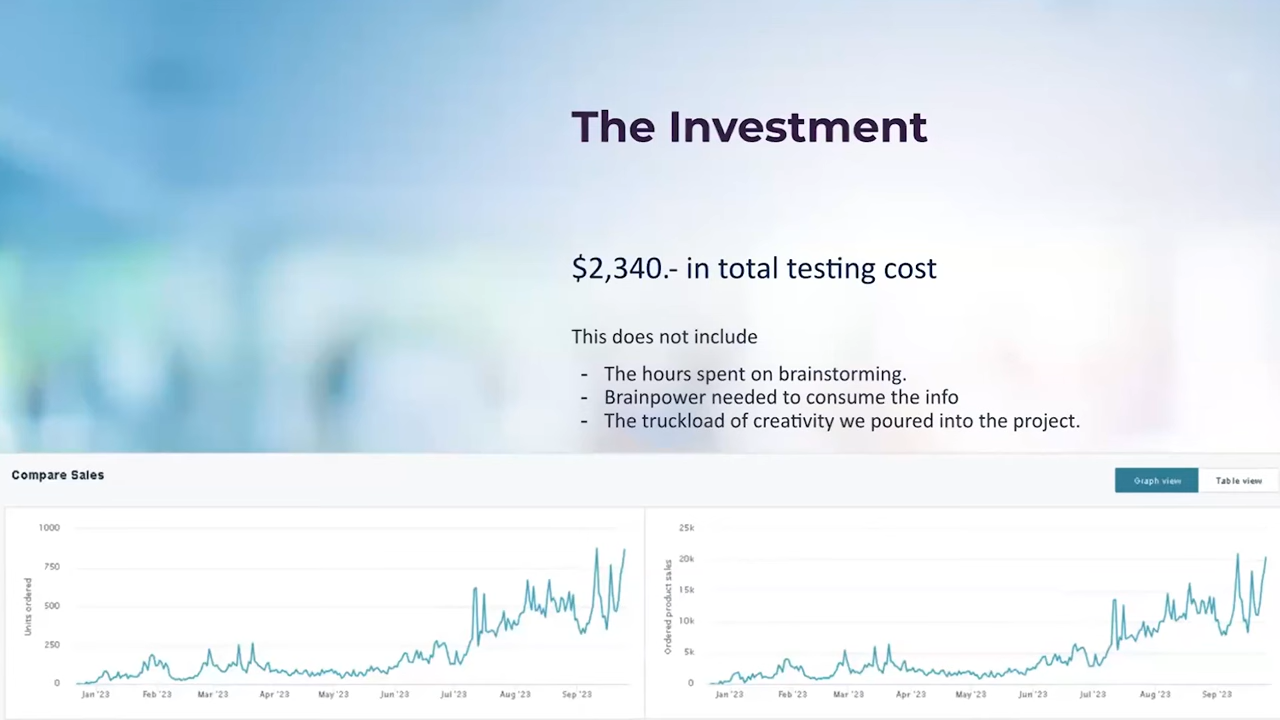 The Investment
$2,340.- in total testing cost
This does not include
- The hours spent on brainstorming.
- Brainpower needed to consume the info
- The truckload of creativity we poured into the project.
Compare Sales
Graph view
Table view
1000
750
500
250
0
Units ordered
Jan '23 Feb '23 Mar '23 Apr '23 May '23 Jun '23 Jul '23 Aug '23 Sep '23
25k
20k
15k
10k
5k
0
Ordered product sales
Jan '23 Feb '23 Mar '23 Apr '23 May '23 Jun '23 Jul '23 Aug '23 Sep '23